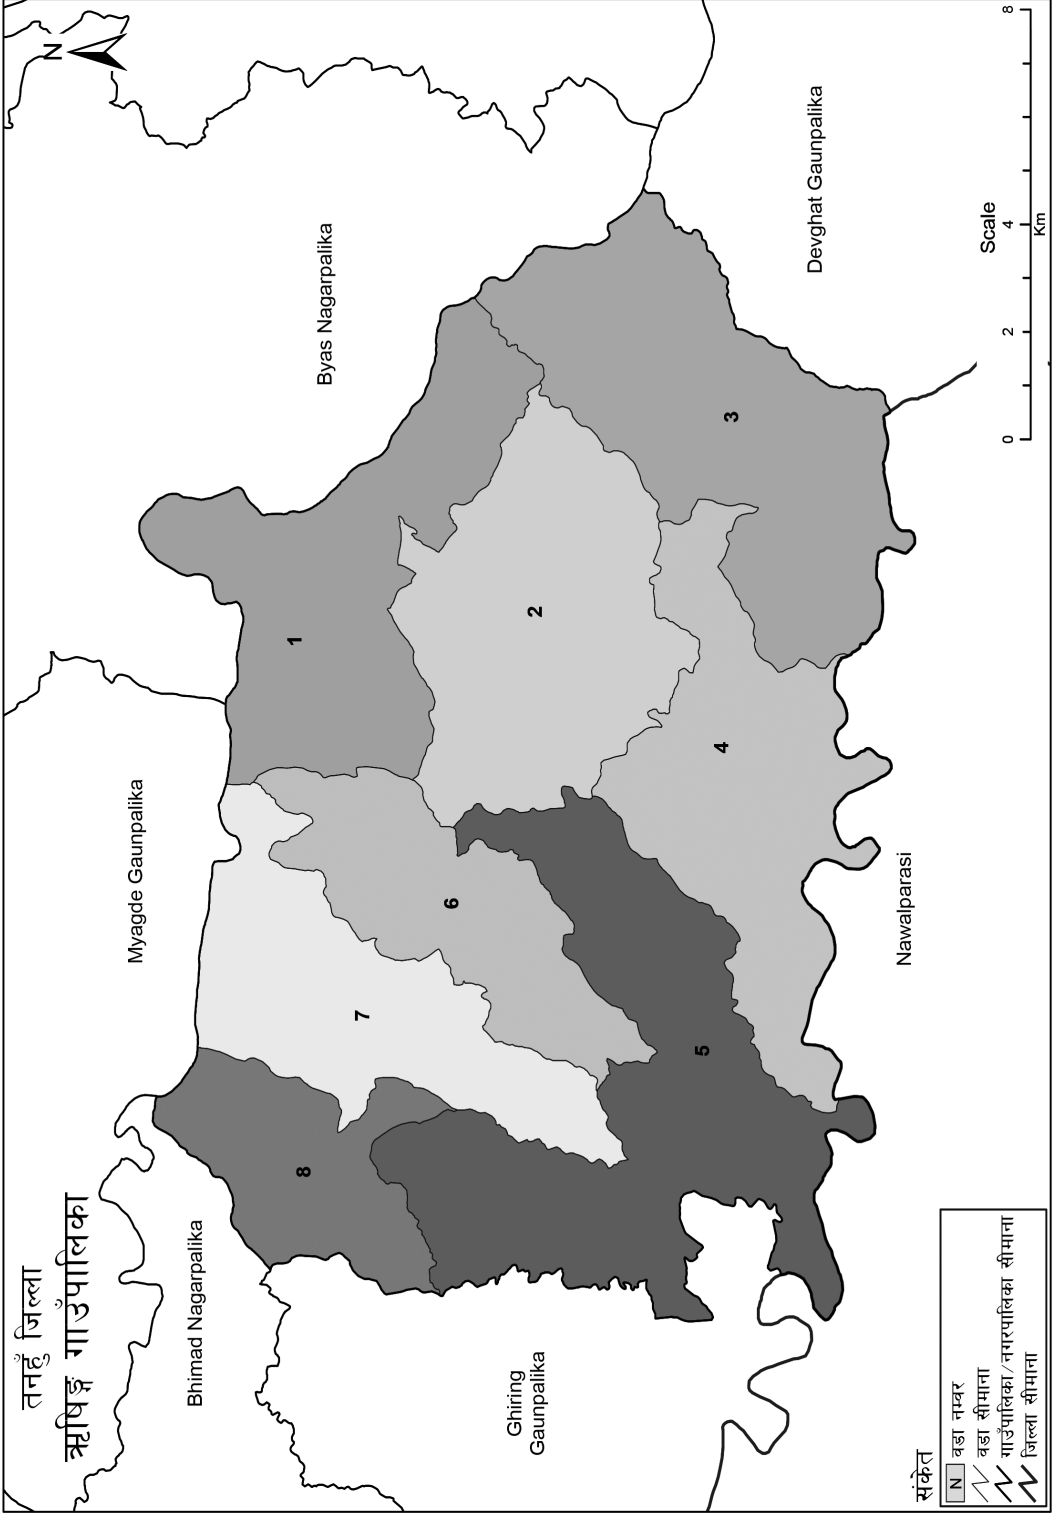 तनहुँ जिल्ला
ऋषिङ्ग गाउँपालिका
N
Myagde Gaunpalika
Byas Nagarpalika
Bhimad Nagarpalika
Ghiring
Gaunpalika
Nawalparasi
Devghat Gaunpalika
1
2
3
4
5
6
7
8
संकेत
N वडा नम्बर
वडा सीमाना
गाउँपालिका/नगरपालिका सीमाना
जिल्ला सीमाना
Scale
0 2 4 8
Km